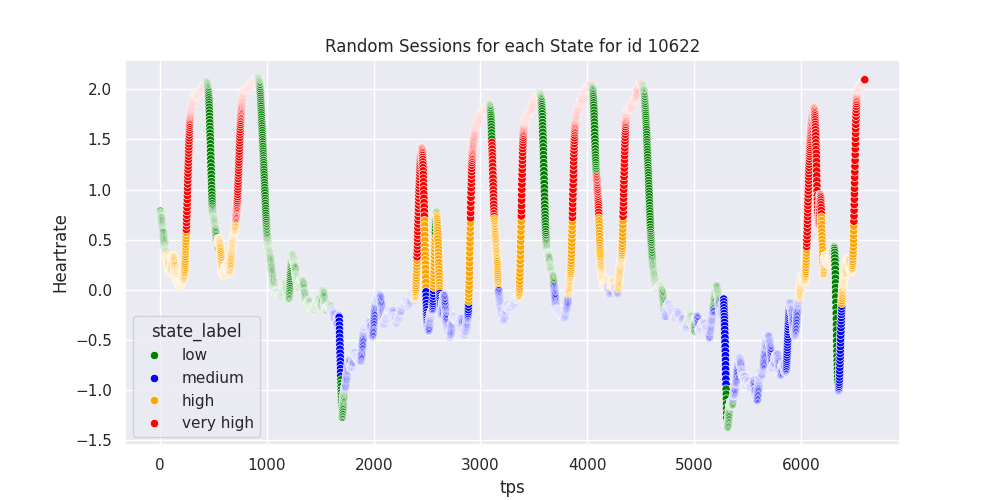 Random Sessions for each State for id 10622
Heartrate
2.0
1.5
1.0
0.5
0.0
−0.5
−1.0
−1.5
state_label
low
medium
high
very high
0
1000
2000
3000
4000
5000
6000
tps